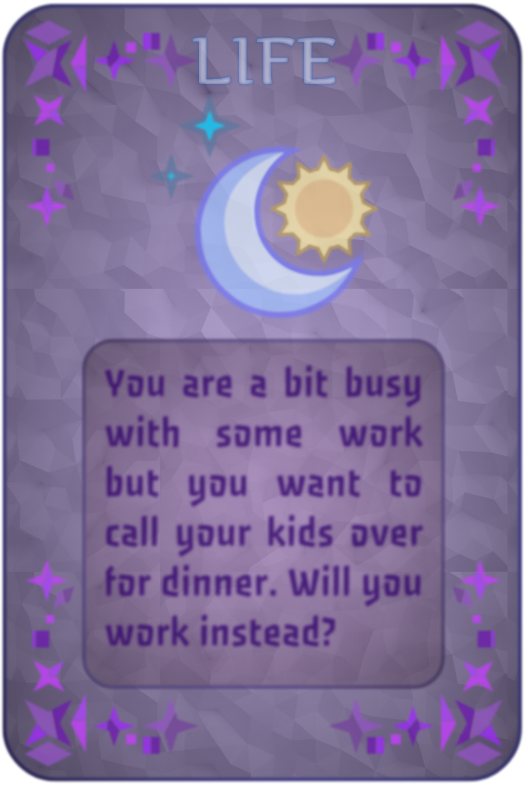 LIFE
You are a bit busy
with some work
but you want to
call your kids over
for dinner. Will you
work instead?